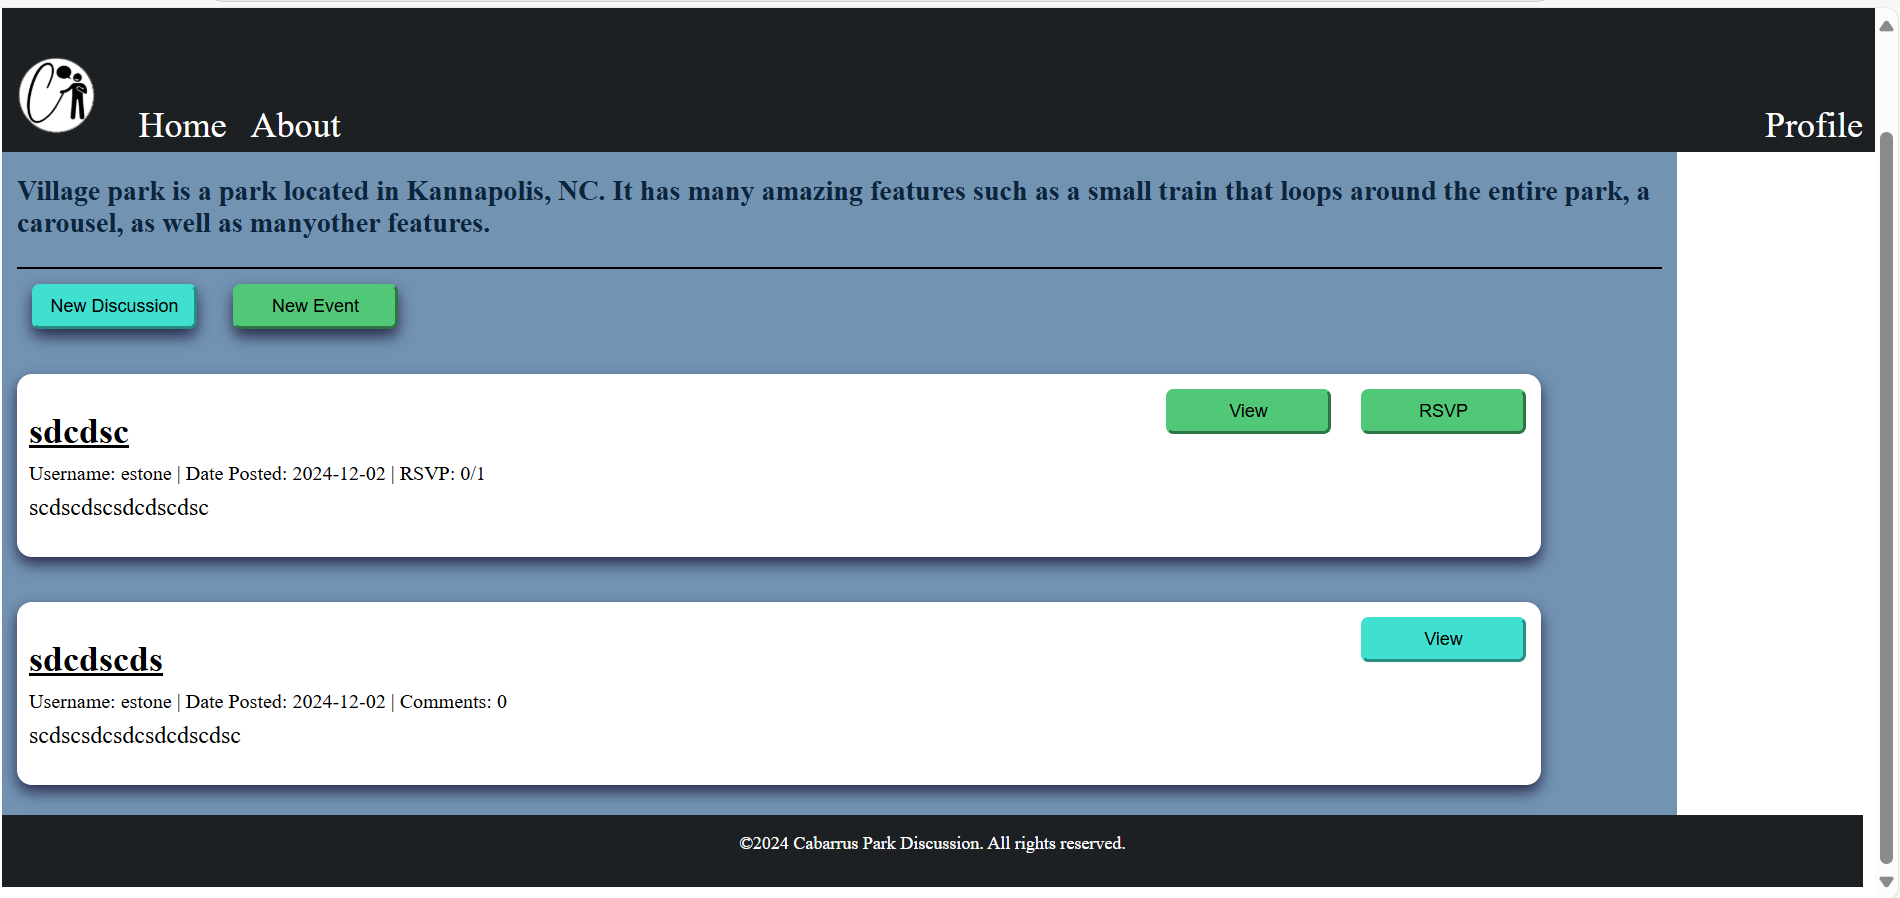 Home About Profile
Village park is a park located in Kannapolis, NC. It has many amazing features such as a small train that loops around the entire park, a
carousel, as well as manyother features.
New Discussion New Event
View RSVP
sdcdsc
Username: estone | Date Posted: 2024-12-02 | RSVP: 0/1
scdscdscsdcdscdsc
View
sdcdscds
Username: estone | Date Posted: 2024-12-02 | Comments: 0
scdscsdcsdcsdcdscdsc
©2024 Cabarrus Park Discussion. All rights reserved.